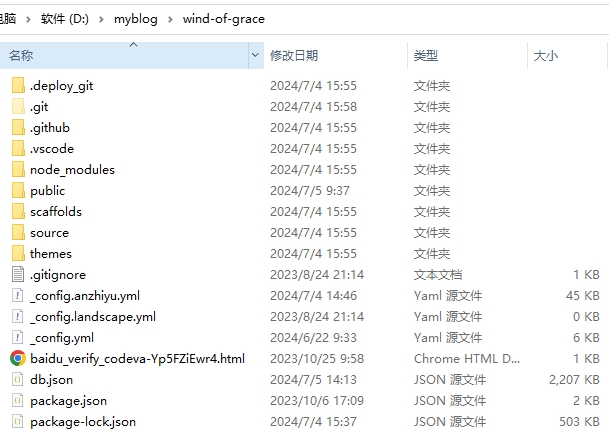 电脑 > 软件 (D:) > myblog > wind-of-grace
名称 修改日期 类型 大小
.deploy_git 2024/7/4 15:55 文件夹
.git 2024/7/4 15:58 文件夹
.github 2024/7/4 15:55 文件夹
.vscode 2024/7/4 15:55 文件夹
node_modules 2024/7/4 15:55 文件夹
public 2024/7/5 9:37 文件夹
scaffolds 2024/7/4 15:55 文件夹
source 2024/7/4 15:55 文件夹
themes 2024/7/4 15:55 文件夹
.gitignore 2023/8/24 21:14 文本文档 1 KB
_config.anzhiyu.yml 2024/7/4 14:46 Yaml 源文件 45 KB
_config.landscape.yml 2023/8/24 21:14 Yaml 源文件 0 KB
_config.yml 2024/6/22 9:33 Yaml 源文件 6 KB
baidu_verify_codeva-Yp5FZiEwr4.html 2023/10/25 9:58 Chrome HTML D... 1 KB
db.json 2024/7/5 14:13 JSON 源文件 2,207 KB
package.json 2023/10/6 17:09 JSON 源文件 2 KB
package-lock.json 2024/7/4 15:37 JSON 源文件 503 KB